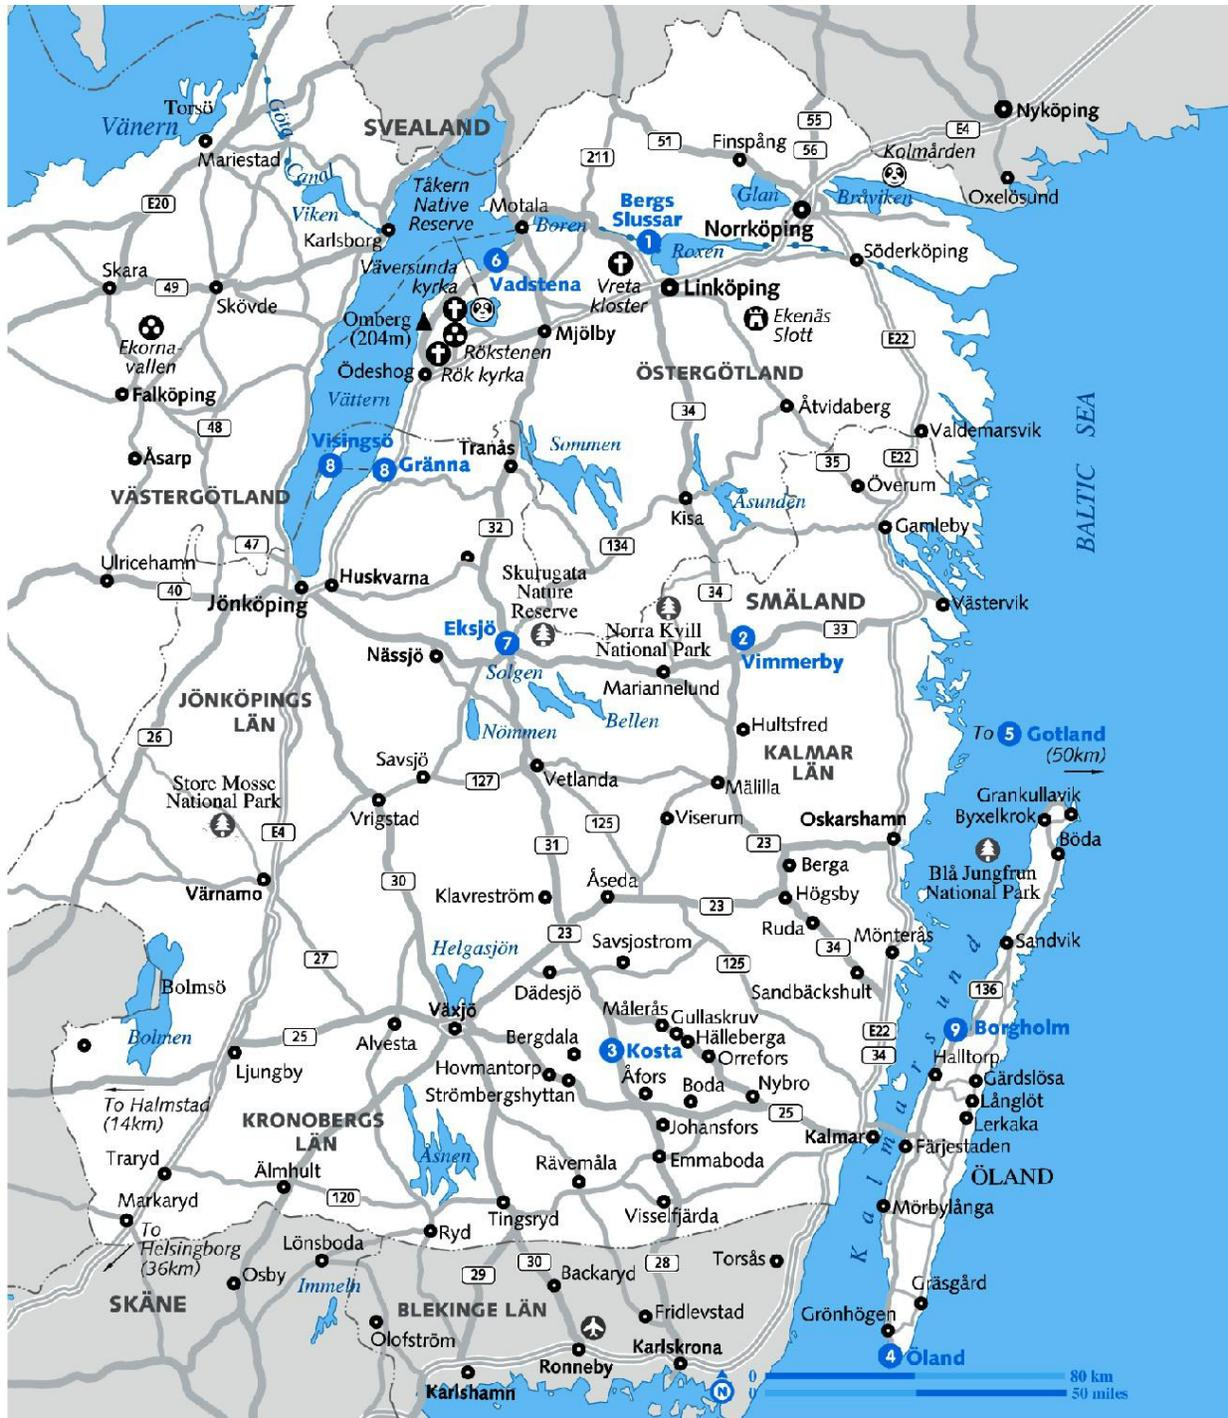 Nyköping
Torsö
Vänern
Göta
Canal
SVEALAND
55
E4
51
Finspång
56
Kolmården
211
Mariestad
Oxelösund
Tåkern
Native
Reserve
Glan
Bråviken
Bergs
Slussar
1
E20
Viken
Motala
Boren
Norrköping
Karlsborg
Roxen
Söderköping
Skara
49
Skövde
Väversunda
kyrka
6
Vadstena
Vreta
kloster
Linköping
Omberg
(204m)
Mjölby
Ekenäs
Slott
Ekorna-
vallen
Rökstenen
E22
Ödeshog
Rök kyrka
ÖSTERGÖTLAND
Falköping
Vättern
34
Åtvidaberg
48
Valdemarsvik
BALTIC SEA
Visingsö
8
8
Gränna
Tranås
Sommen
Åsarp
35
E22
Överum
VÄSTERGÖTLAND
Åsunden
Kisa
32
Gamleby
47
134
Ulricehamn
40
Huskvarna
Skurugata
Nature
Reserve
34
SMÄLAND
Jönköping
Västervik
Eksjö
7
Norra Kvill
National Park
2
Vimmerby
33
Nässjö
Solgen
Mariannelund
JÖNKÖPINGS
LÄN
Bellen
Nömmen
Hultsfred
To
5
Gotland
(50km)
26
KALMAR
LÄN
Savsjö
127
Vetlanda
Mälilla
Store Mosse
National Park
Grankullavik
Byxelkrok
Vrigstad
125
Viserum
Oskarshamn
Böda
E4
31
23
Berga
Blå Jungfrun
National Park
Värnamo
30
Klavreström
Åseda
Högsby
23
Ruda
23
Savsjostrom
34
Mönterås
Sandvik
Helgasjön
27
125
Bolmsö
Dädesjö
Sandbäckshult
136
Växjö
Målerås
Gullaskruv
Bolmen
25
Alvesta
Bergdala
3
Kosta
Hälleberga
E22
9
Borgholm
Orrefors
34
Ljungby
Hovmantorp
Halltorp
Åfors
Gärdslösa
Strömbergshyttan
Boda
Nybro
To Halmstad
(14km)
Långlöt
25
Lerkaka
KRONOBERGS
LÄN
Johansfors
Kalmar
Färjestaden
Kalmarsund
Åsnen
Traryd
Rävemåla
Emmaboda
Älmhult
ÖLAND
120
Markaryd
Tingsryd
Visselfjärda
Mörbylånga
To
Helsingborg
(36km)
Ryd
Lönsboda
30
28
Torsås
29
Backaryd
Osby
Immeln
Gräsgård
SKÄNE
BLEKINGE LÄN
Fridlevstad
Grönhögen
Olofström
Ronneby
Karlskrona
4
Öland
N
0 80 km
0 50 miles
Karlshamn